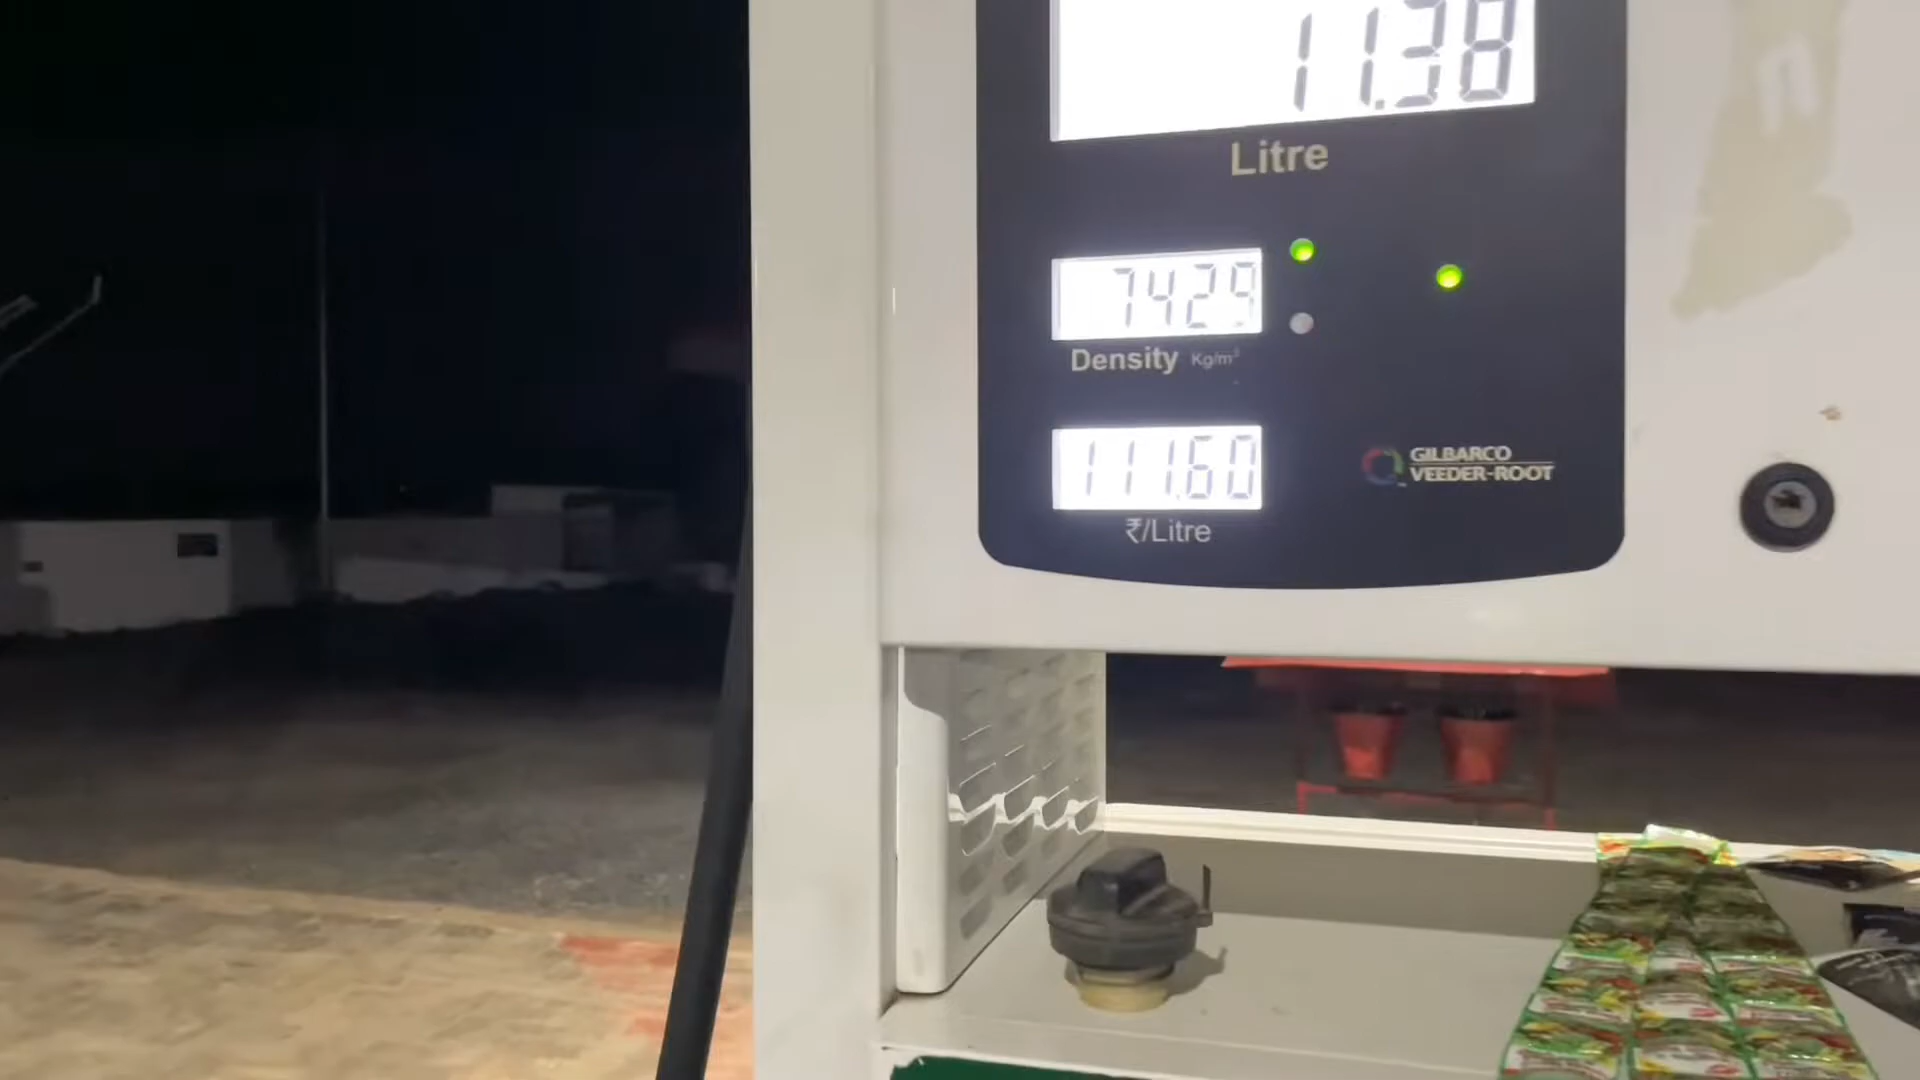 11.38
Litre
742.9
Density Kg/m³
111.60
₹/Litre
GILBARCO
VEEDER-ROOT